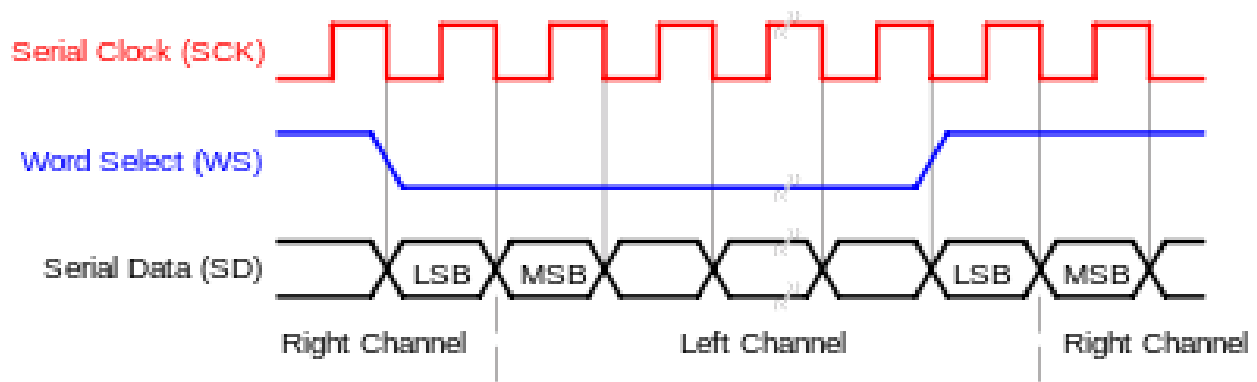 Serial Clock (SCK)
Word Select (WS)
Serial Data (SD)
LSB MSB LSB MSB
Right Channel Left Channel Right Channel